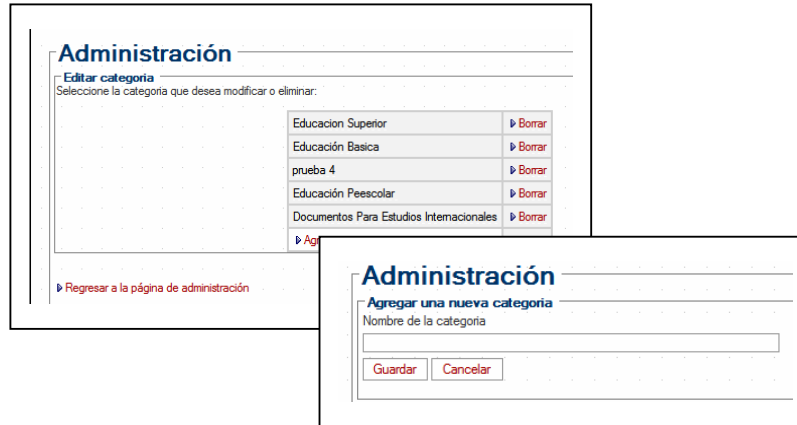 Administración
Editar categoria
Seleccione la categoria que desea modificar o eliminar:
Educacion Superior Borrar
Educación Basica Borrar
prueba 4 Borrar
Educación Peescolar Borrar
Documentos Para Estudios Internacionales Borrar
Regresar a la página de administración
Administración
Agregar una nueva categoria
Nombre de la categoria
Guardar Cancelar